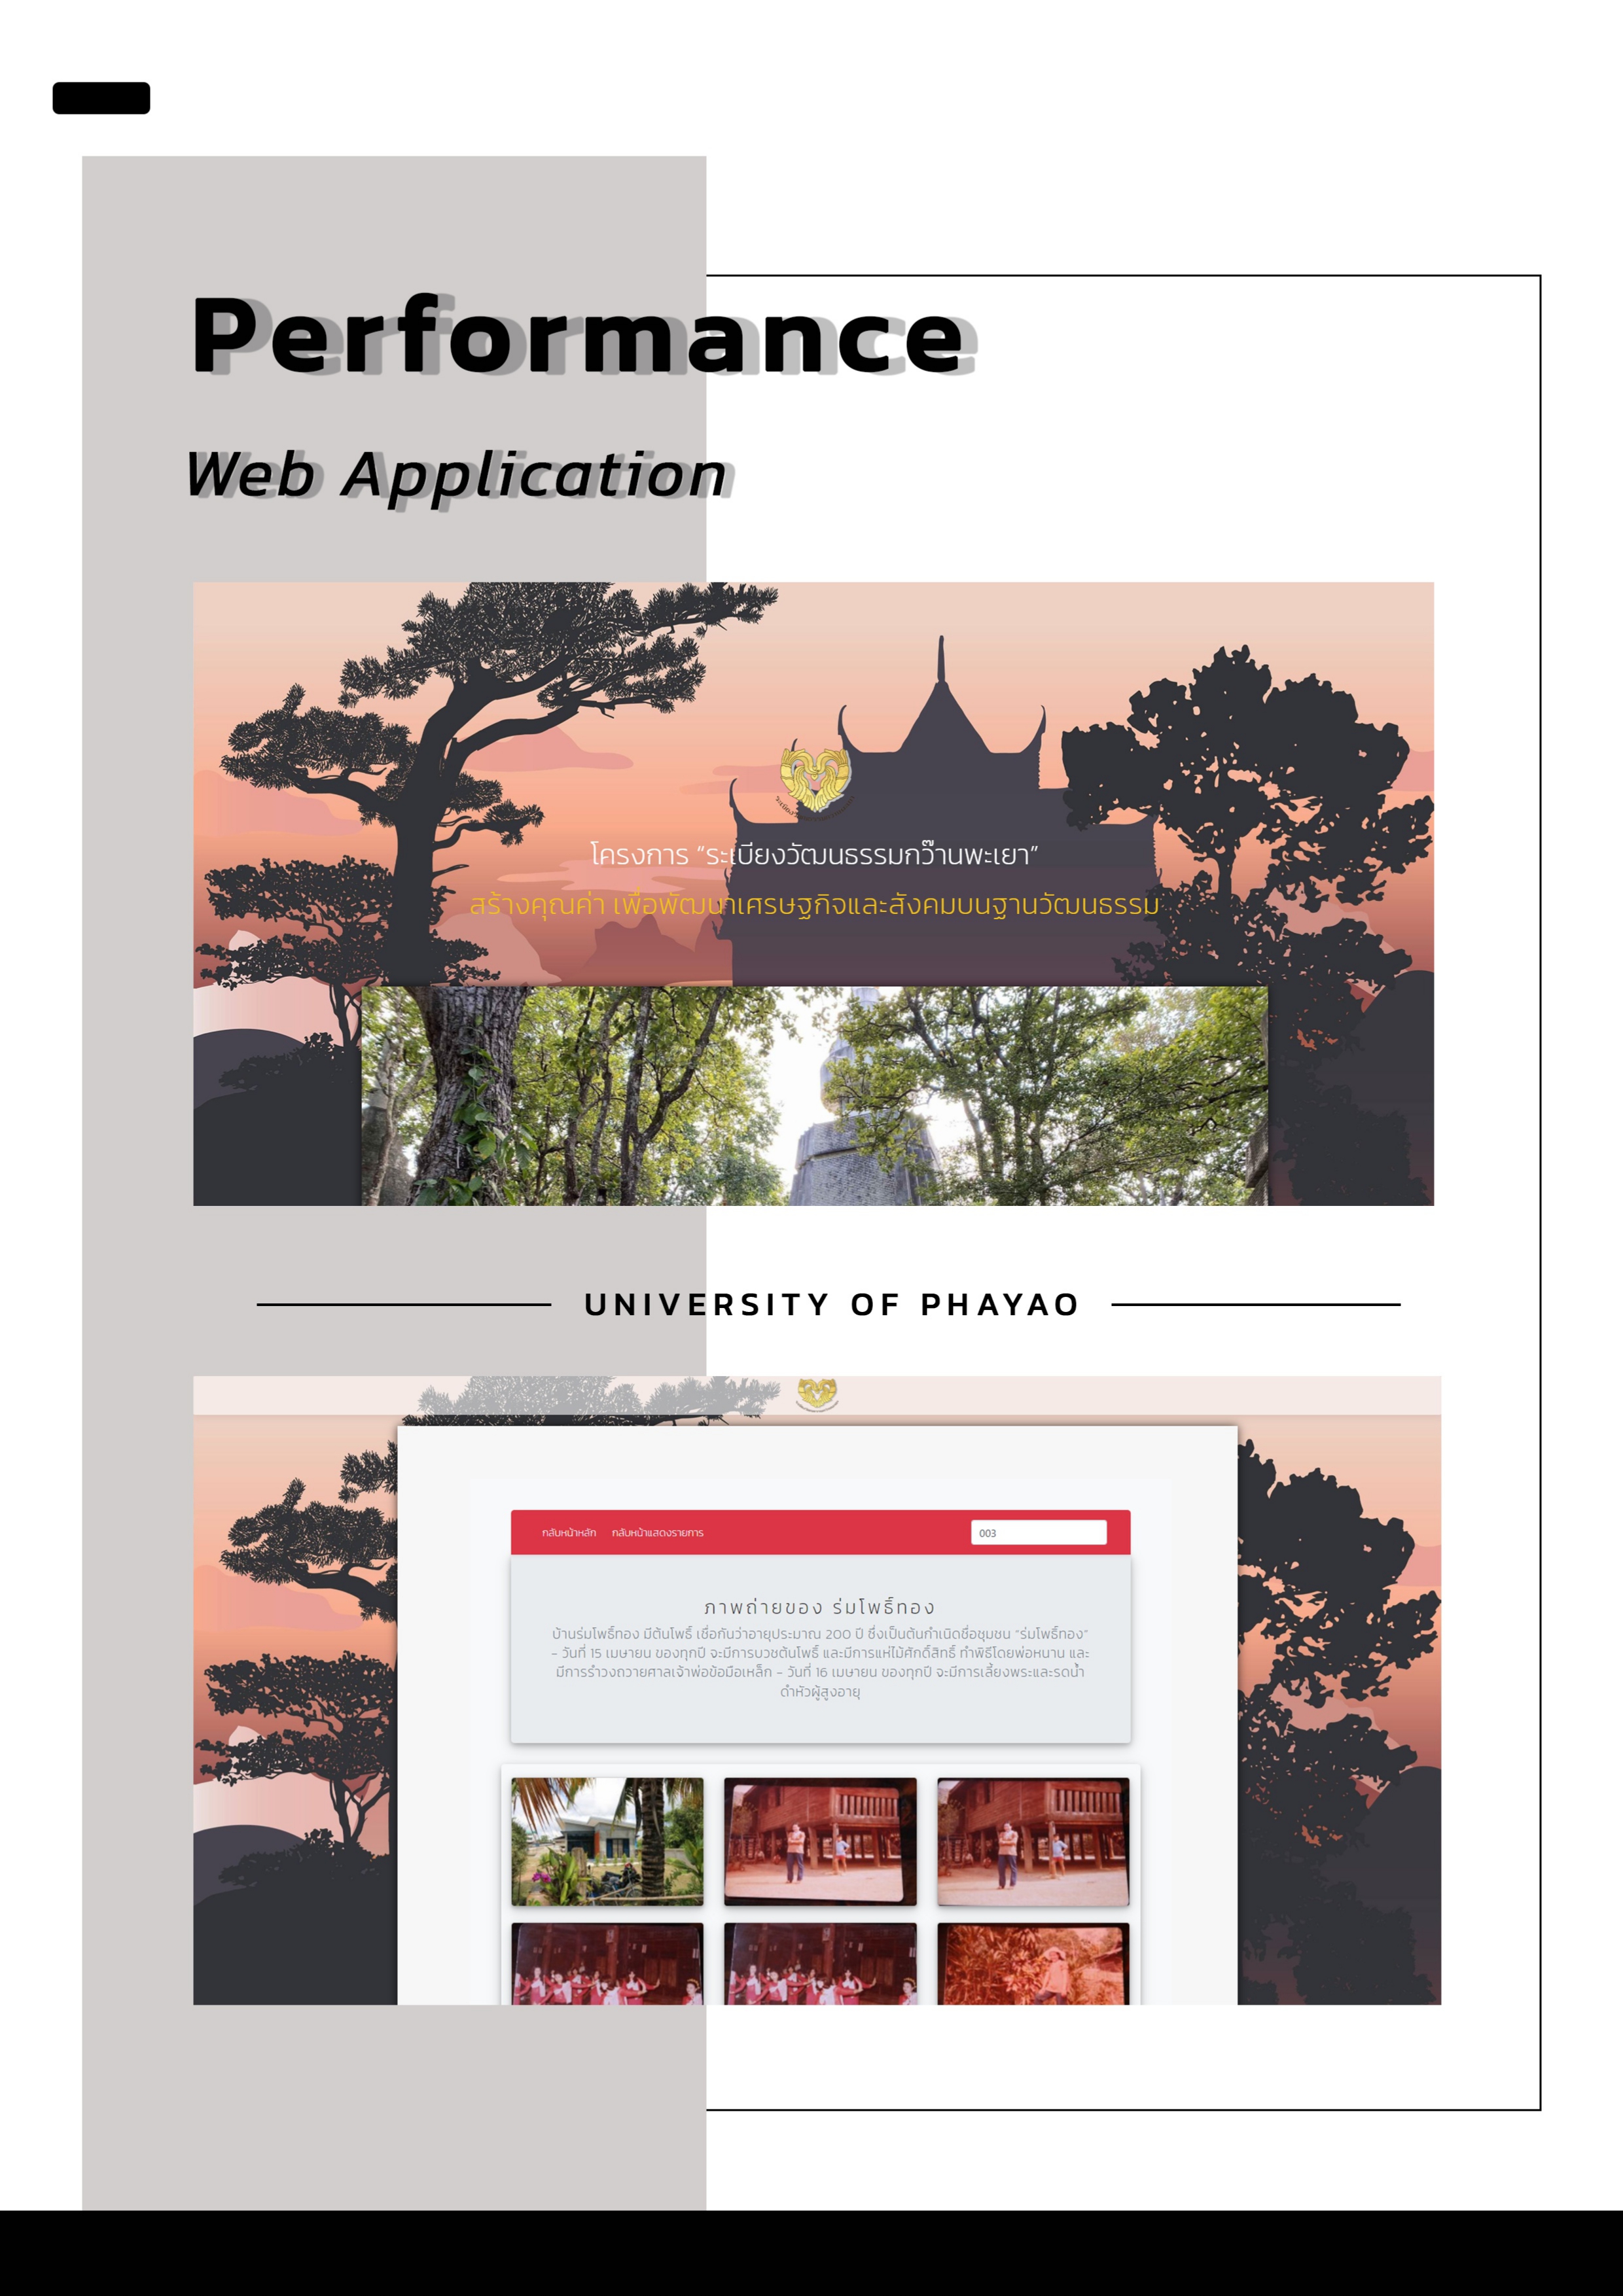 Performance
Web Application
โครงการ “ระเบียงวัฒนธรรมกว๊านพะเยา”
สร้างคุณค่า เพื่อพัฒนาเศรษฐกิจและสังคมบนฐานวัฒนธรรม
UNIVERSITY OF PHAYAO
กลับหน้าหลัก กลับหน้าแสดงรายการ 003
ภาพถ่ายของ ร่มโพธิ์ทอง
บ้านร่มโพธิ์ทอง มีต้นโพธิ์ เชื่อกันว่าอายุประมาณ 200 ปี ซึ่งเป็นต้นกำเนิดชื่อชุมชน "ร่มโพธิ์ทอง"
- วันที่ 15 เมษายน ของทุกปี จะมีการบวชต้นโพธิ์ และมีการแห่ไม้ศักดิ์สิทธิ์ ทำพิธีโดยพ่อหนาน และ
มีการรำวงถวายศาลเจ้าพ่อข้อมือเหล็ก - วันที่ 16 เมษายน ของทุกปี จะมีการเลี้ยงพระและรดน้ำ
ดำหัวผู้สูงอายุ